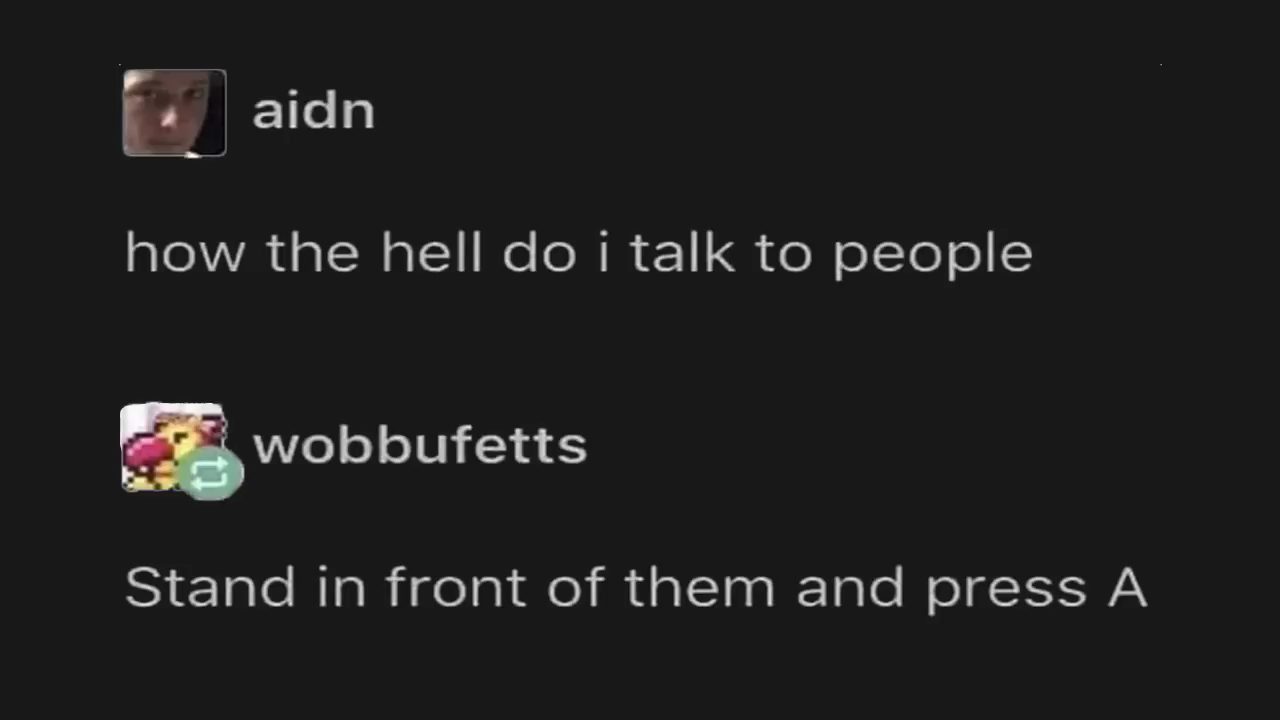 aidn
how the hell do i talk to people
wobbufetts
Stand in front of them and press A